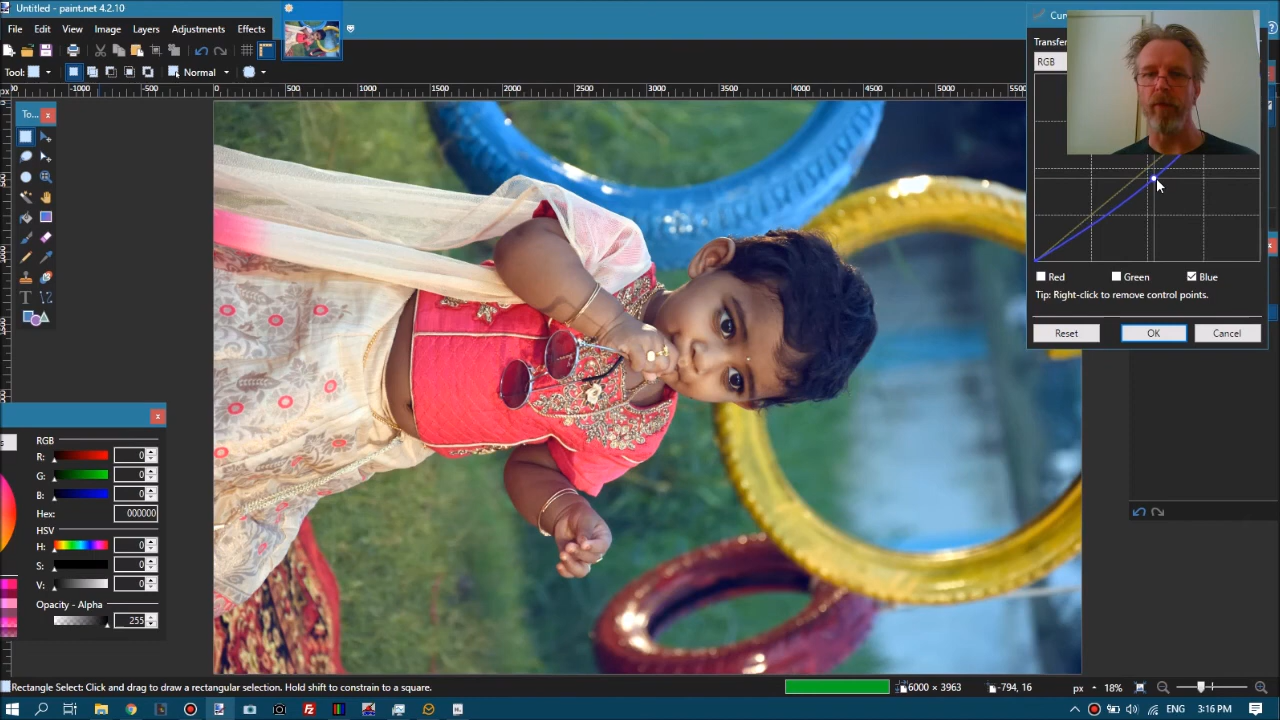 Untitled - paint.net 4.2.10
File Edit View Image Layers Adjustments Effects
Tool: Normal
px -1000 -500 0 500 1000 1500 2000 2500 3000 3500 4000 4500
To...
RGB
R: 0
G: 0
B: 0
Hex: 000000
HSV
H: 0
S: 0
V: 0
Opacity - Alpha
255
Transfer
RGB
Red Green Blue
Tip: Right-click to remove control points.
Reset OK Cancel
Rectangle Select: Click and drag to draw a rectangular selection. Hold shift to constrain to a square.
6000 × 3963 -794, 16 px 18%
ENG 3:16 PM